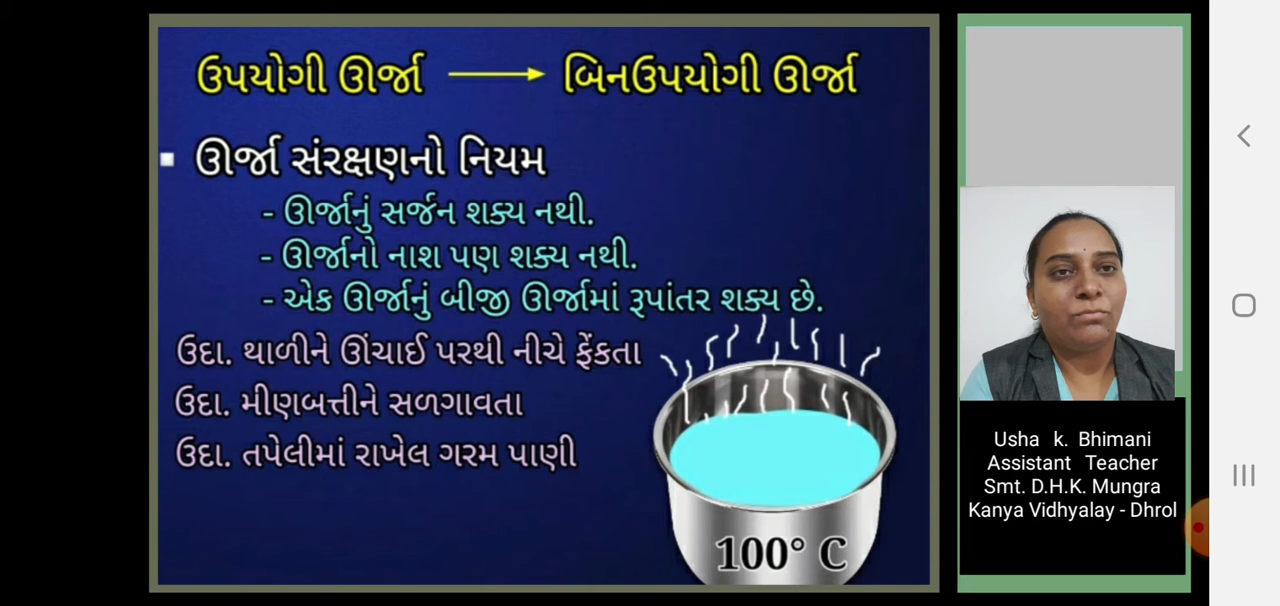 ઉપયોગી ઊર્જા → બિનઉપયોગી ઊર્જા
▪ ઊર્જા સંરક્ષણનો નિયમ
- ઊર્જાનું સર્જન શક્ય નથી.
- ઊર્જાનો નાશ પણ શક્ય નથી.
- એક ઊર્જાનું બીજી ઊર્જામાં રૂપાંતર શક્ય છે.
ઉદા. થાળીને ઊંચાઈ પરથી નીચે ફેંકતા
ઉદા. મીણબત્તીને સળગાવતા
ઉદા. તપેલીમાં રાખેલ ગરમ પાણી
100° C
Usha k. Bhimani
Assistant Teacher
Smt. D.H.K. Mungra
Kanya Vidhyalay - Dhrol